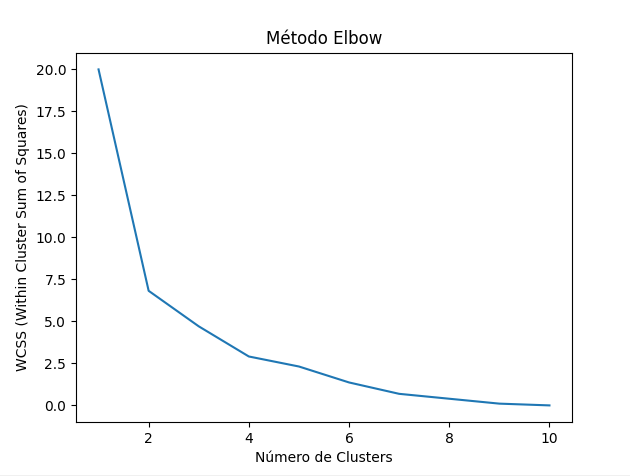 Método Elbow
20.0
17.5
15.0
12.5
10.0
7.5
5.0
2.5
0.0
WCSS (Within Cluster Sum of Squares)
2 4 6 8 10
Número de Clusters